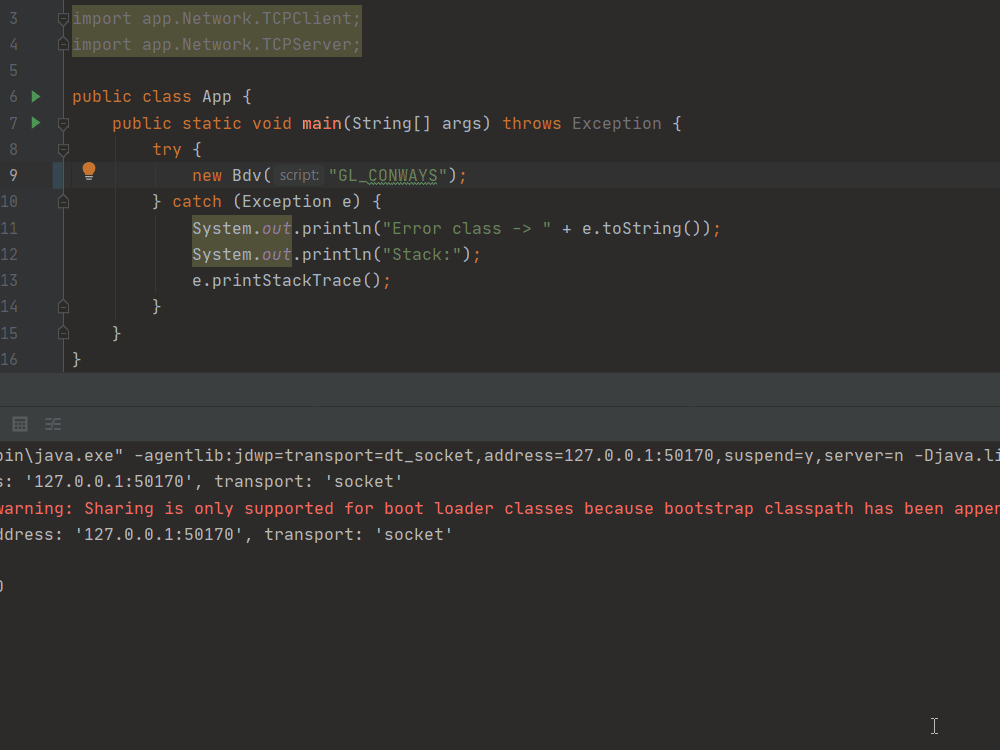 3 import app.Network.TCPClient;
4 import app.Network.TCPServer;
5
6 public class App {
7 public static void main(String[] args) throws Exception {
8 try {
9 new Bdv( script: "GL_CONWAYS");
10 } catch (Exception e) {
11 System.out.println("Error class -> " + e.toString());
12 System.out.println("Stack:");
13 e.printStackTrace();
14 }
15 }
16 }
bin\java.exe" -agentlib:jdwp=transport=dt_socket,address=127.0.0.1:50170,suspend=y,server=n -Djava.li
s: '127.0.0.1:50170', transport: 'socket'
warning: Sharing is only supported for boot loader classes because bootstrap classpath has been appen
ddress: '127.0.0.1:50170', transport: 'socket'
0